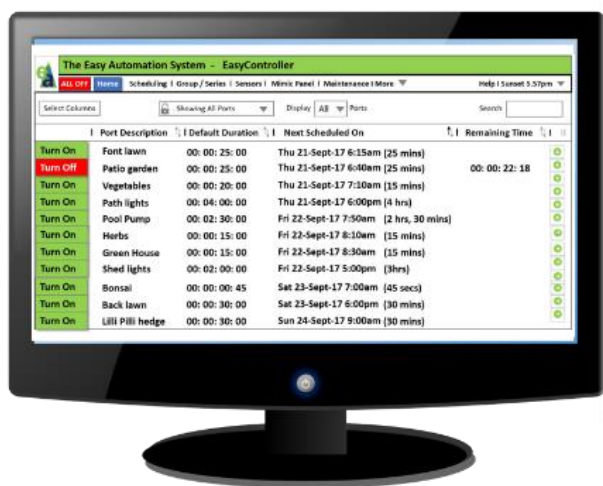 The Easy Automation System - EasyController
ea
ALL OFF Home Scheduling I Group / Series I Sensors I Mimic Panel I Maintenance I More Help I Sunset 5.57pm
Select Columns Showing All Ports Display All Ports Search
I Port Description I Default Duration I Next Scheduled On I Remaining Time I II
Turn On Font lawn 00: 00: 25: 00 Thu 21-Sept-17 6:15am (25 mins)
Turn Off Patio garden 00: 00: 25: 00 Thu 21-Sept-17 6:40am (25 mins) 00: 00: 22: 18
Turn On Vegetables 00: 00: 20: 00 Thu 21-Sept-17 7:10am (15 mins)
Turn On Path lights 00: 04: 00: 00 Thu 21-Sept-17 6:00pm (4 hrs)
Turn On Pool Pump 00: 02: 30: 00 Fri 22-Sept-17 7:50am (2 hrs, 30 mins)
Turn On Herbs 00: 00: 15: 00 Fri 22-Sept-17 8:10am (15 mins)
Turn On Green House 00: 00: 15: 00 Fri 22-Sept-17 8:30am (15 mins)
Turn On Shed lights 00: 02: 00: 00 Fri 22-Sept-17 5:00pm (3hrs)
Turn On Bonsai 00: 00: 00: 45 Sat 23-Sept-17 7:00am (45 secs)
Turn On Back lawn 00: 00: 30: 00 Sat 23-Sept-17 6:00pm (30 mins)
Turn On Lilli Pilli hedge 00: 00: 30: 00 Sun 24-Sept-17 9:00am (30 mins)